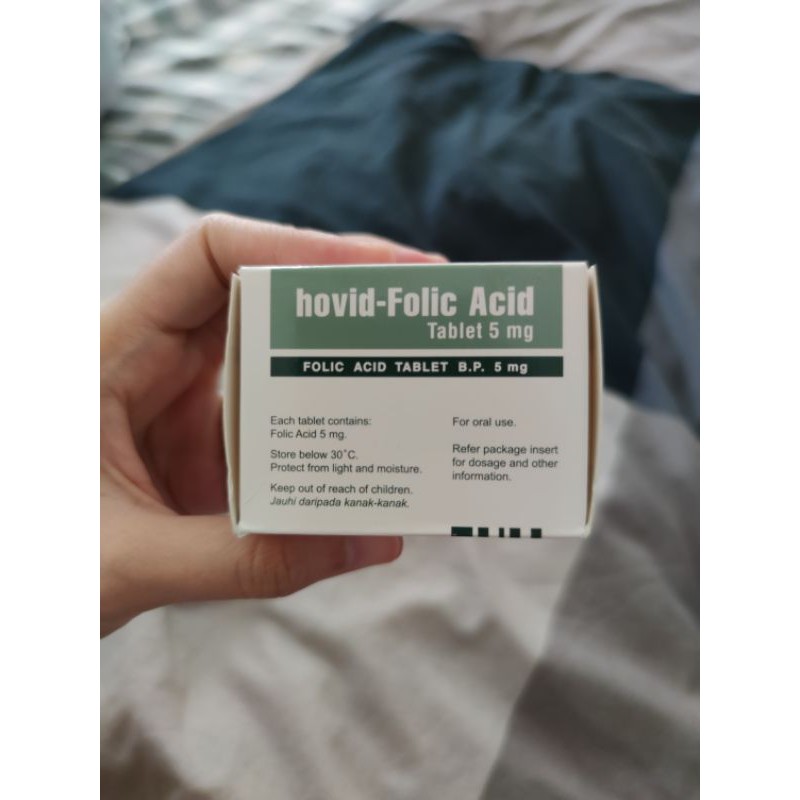 hovid-Folic Acid
Tablet 5 mg
FOLIC ACID TABLET B.P. 5 mg
Each tablet contains:
Folic Acid 5 mg.
Store below 30˚C.
Protect from light and moisture.
Keep out of reach of children.
Jauhi daripada kanak-kanak.
For oral use.
Refer package insert
for dosage and other
information.